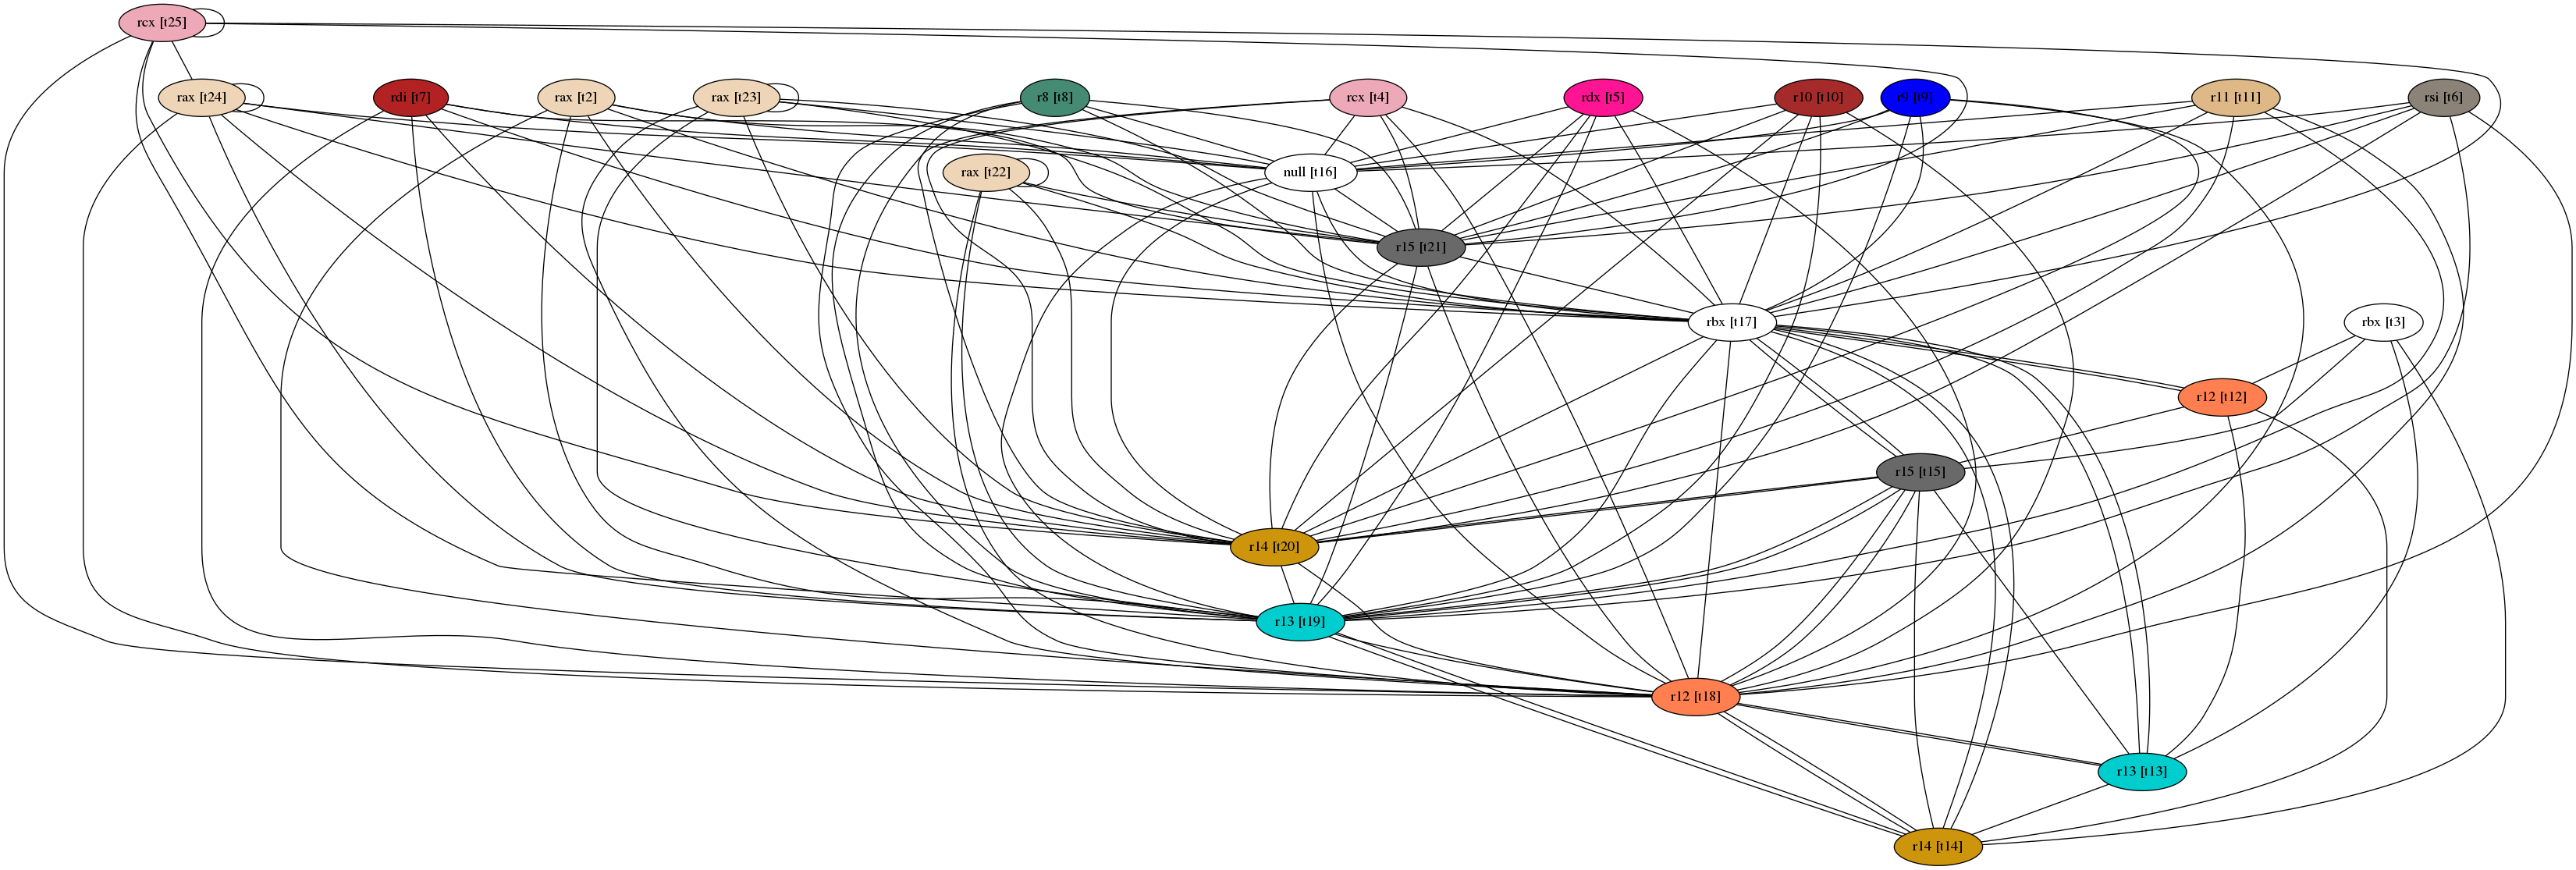 rcx [t25]
rax [t24]
rdi [t7]
rax [t2]
rax [t23]
r8 [t8]
rcx [t4]
rdx [t5]
r10 [t10]
r9 [t9]
r11 [t11]
rsi [t6]
rax [t22]
null [t16]
r15 [t21]
rbx [t17]
rbx [t3]
r12 [t12]
r15 [t15]
r14 [t20]
r13 [t19]
r12 [t18]
r13 [t13]
r14 [t14]